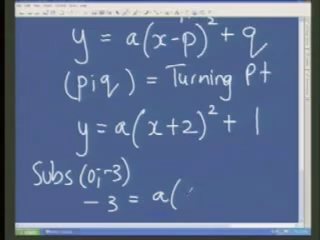 y = a(x-p)² + q
(p;q) = Turning pt
y = a(x+2)² + 1
Subs (0;-3)
-3 = a(